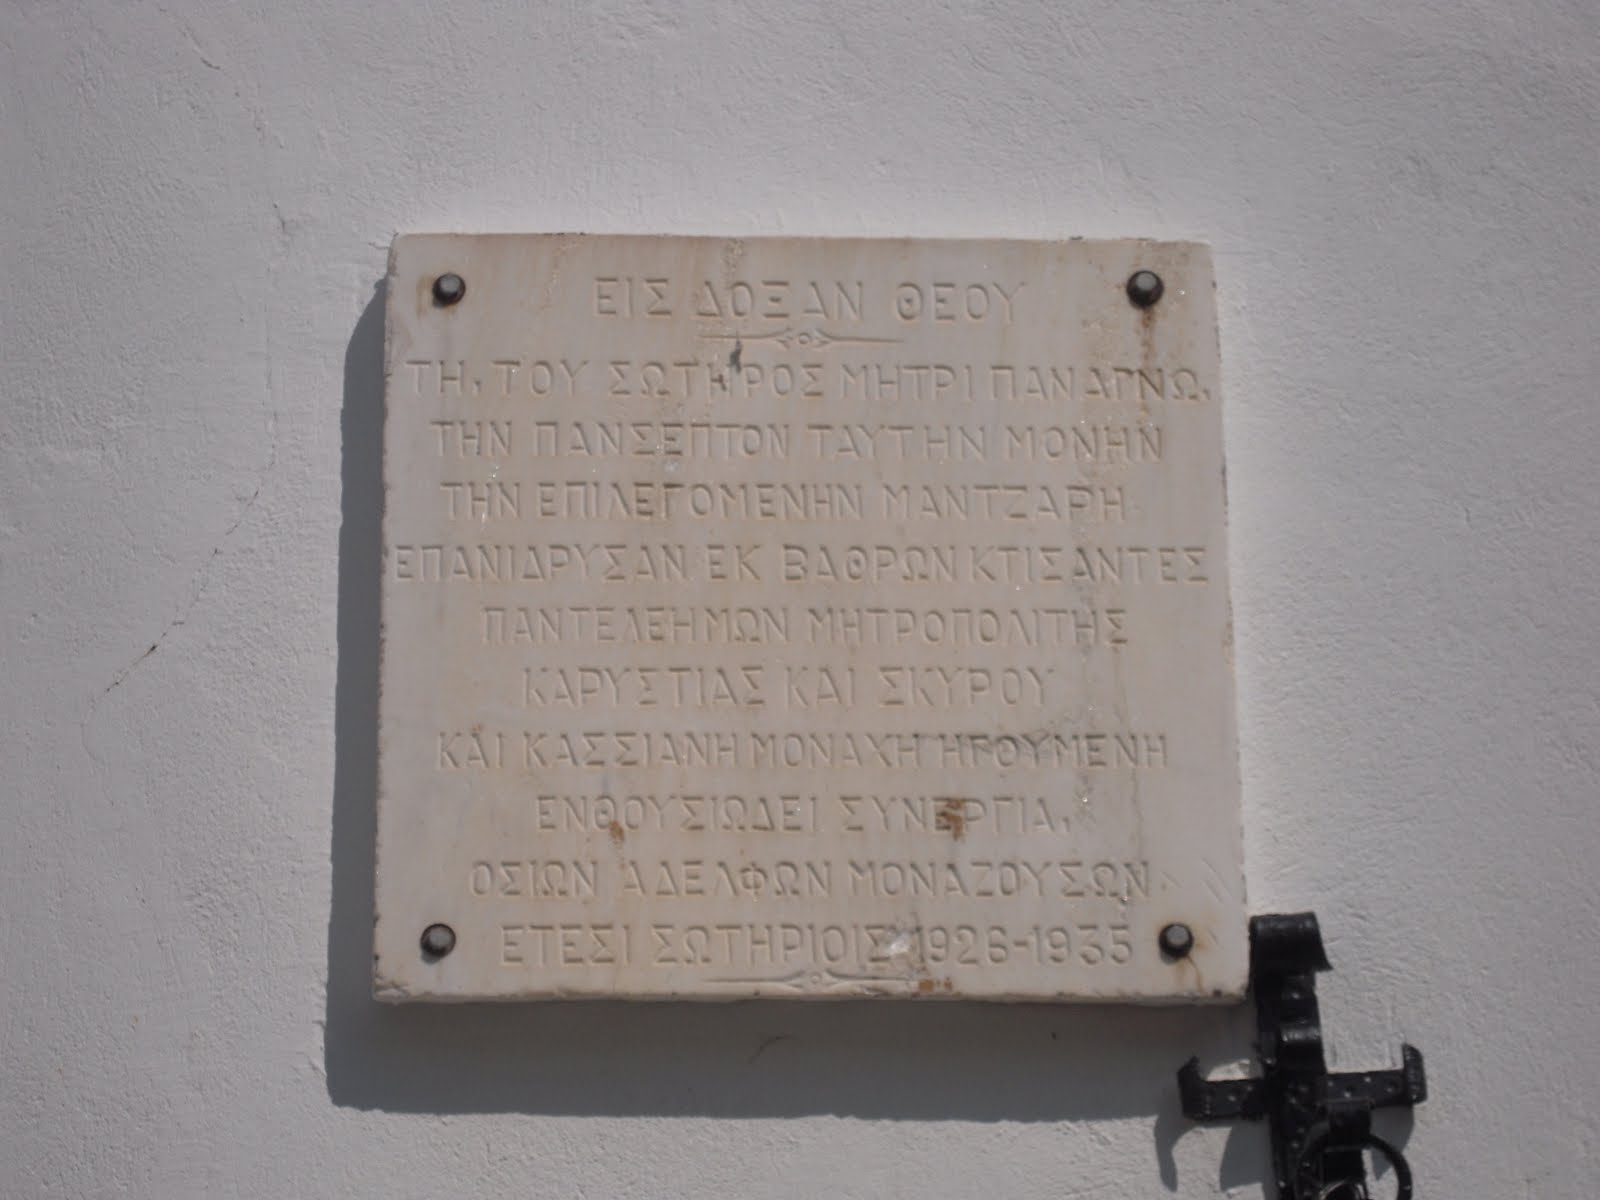 ΕΙΣ ΔΟΞΑΝ ΘΕΟΥ
ΤΗ, ΤΟΥ ΣΩΤΗΡΟΣ ΜΗΤΡΙ ΠΑΝΑΓΝΩ,
ΤΗΝ ΠΑΝΣΕΠΤΟΝ ΤΑΥΤΗΝ ΜΟΝΗΝ
ΤΗΝ ΕΠΙΛΕΓΟΜΕΝΗΝ ΜΑΝΤΖΑΡΗ
ΕΠΑΝΙΔΡΥΣΑΝ ΕΚ ΒΑΘΡΩΝ ΚΤΙΣΑΝΤΕΣ
ΠΑΝΤΕΛΕΗΜΩΝ ΜΗΤΡΟΠΟΛΙΤΗΣ
ΚΑΡΥΣΤΙΑΣ ΚΑΙ ΣΚΥΡΟΥ
ΚΑΙ ΚΑΣΣΙΑΝΗ ΜΟΝΑΧΗ ΗΓΟΥΜΕΝΗ
ΕΝΘΟΥΣΙΩΔΕΙ ΣΥΝΕΡΓΙΑ,
ΟΣΙΩΝ ΑΔΕΛΦΩΝ ΜΟΝΑΖΟΥΣΩΝ
ΕΤΕΣΙ ΣΩΤΗΡΙΟΙΣ 1926-1935